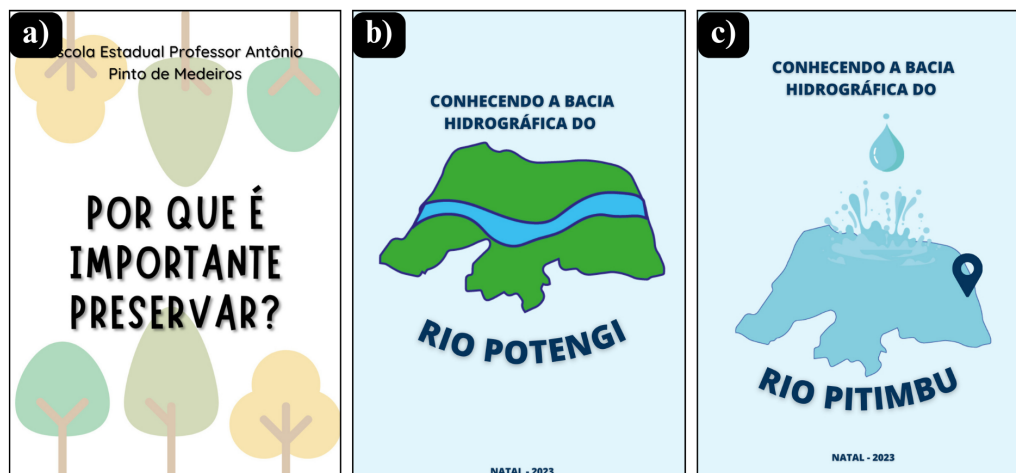 a)
scola Estadual Professor Antônio
Pinto de Medeiros
POR QUE É
IMPORTANTE
PRESERVAR?
b)
CONHECENDO A BACIA
HIDROGRÁFICA DO
RIO POTENGI
NATAL - 2023
c)
CONHECENDO A BACIA
HIDROGRÁFICA DO
RIO PITIMBU
NATAL - 2023